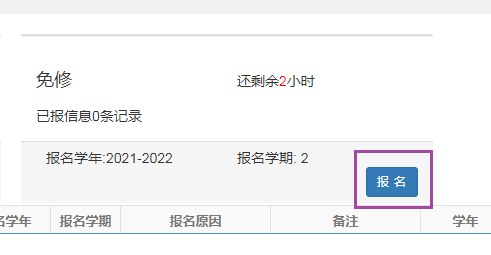 免修 还剩余2小时
已报信息0条记录
报名学年:2021-2022 报名学期: 2
报 名
名学年 报名学期 报名原因 备注 学年